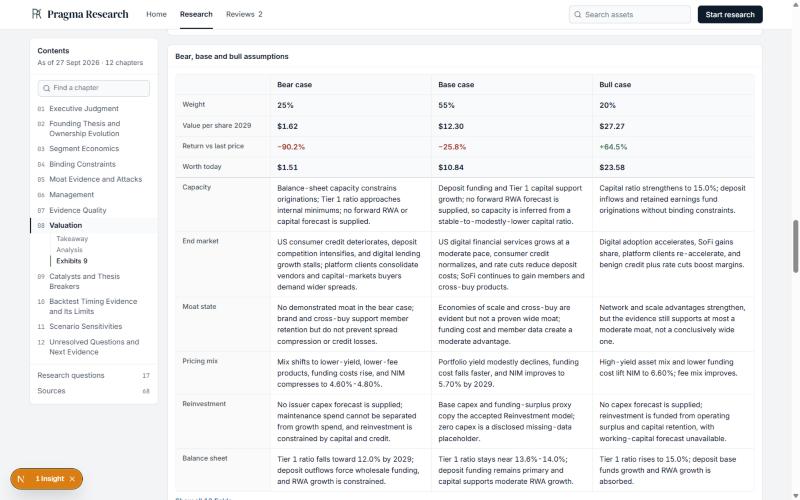 Pragma Research
Home
Research
Reviews 2
Search assets
Start research
Contents
As of 27 Sept 2026 · 12 chapters
Find a chapter
01 Executive Judgment
02 Founding Thesis and
Ownership Evolution
03 Segment Economics
04 Binding Constraints
05 Moat Evidence and Attacks
06 Management
07 Evidence Quality
08 Valuation
Takeaway
Analysis
Exhibits 9
09 Catalysts and Thesis
Breakers
10 Backtest Timing Evidence
and Its Limits
11 Scenario Sensitivities
12 Unresolved Questions and
Next Evidence
Research questions 17
Sources 68
N 1 Insight ×
Bear, base and bull assumptions
Bear case
Base case
Bull case
Weight
25%
55%
20%
Value per share 2029
$1.62
$12.30
$27.27
Return vs last price
−90.2%
−25.8%
+64.5%
Worth today
$1.51
$10.84
$23.58
Capacity
Balance-sheet capacity constrains
originations; Tier 1 ratio approaches
internal minimums; no forward RWA or
capital forecast is supplied.
Deposit funding and Tier 1 capital support
growth; no forward RWA forecast is
supplied, so capacity is inferred from a
stable-to-modestly-lower capital ratio.
Capital ratio strengthens to 15.0%; deposit
inflows and retained earnings fund
originations without binding constraints.
End market
US consumer credit deteriorates, deposit
competition intensifies, and digital lending
growth stalls; platform clients consolidate
vendors and capital-markets buyers
demand wider spreads.
US digital financial services grows at a
moderate pace, consumer credit
normalizes, and rate cuts reduce deposit
costs; SoFi continues to gain members and
cross-buy products.
Digital adoption accelerates, SoFi gains
share, platform clients re-accelerate, and
benign credit plus rate cuts boost margins.
Moat state
No demonstrated moat in the bear case;
brand and cross-buy support member
retention but do not prevent spread
compression or credit losses.
Economies of scale and cross-buy are
evident but not a proven wide moat;
funding cost and member data create a
moderate advantage.
Network and scale advantages strengthen,
but the evidence still supports at most a
moderate moat, not a conclusively wide
one.
Pricing mix
Mix shifts to lower-yield, lower-fee
products, funding costs rise, and NIM
compresses to 4.60%-4.80%.
Portfolio yield modestly declines, funding
cost falls faster, and NIM improves to
5.70% by 2029.
High-yield asset mix and lower funding
cost lift NIM to 6.60%; fee mix improves.
Reinvestment
No issuer capex forecast is supplied;
maintenance spend cannot be separated
from growth spend, and reinvestment is
constrained by capital and credit.
Base capex and funding-surplus proxy
copy the accepted Reinvestment model;
zero capex is a disclosed missing-data
placeholder.
No capex forecast is supplied;
reinvestment is funded from operating
surplus and capital retention, with
working-capital forecast unavailable.
Balance sheet
Tier 1 ratio falls toward 12.0% by 2029;
deposit outflows force wholesale funding,
and RWA growth is constrained.
Tier 1 ratio stays near 13.6%-14.0%;
deposit funding remains primary and
capital supports moderate RWA growth.
Tier 1 ratio rises to 15.0%; deposit base
funds growth and RWA growth is
absorbed.